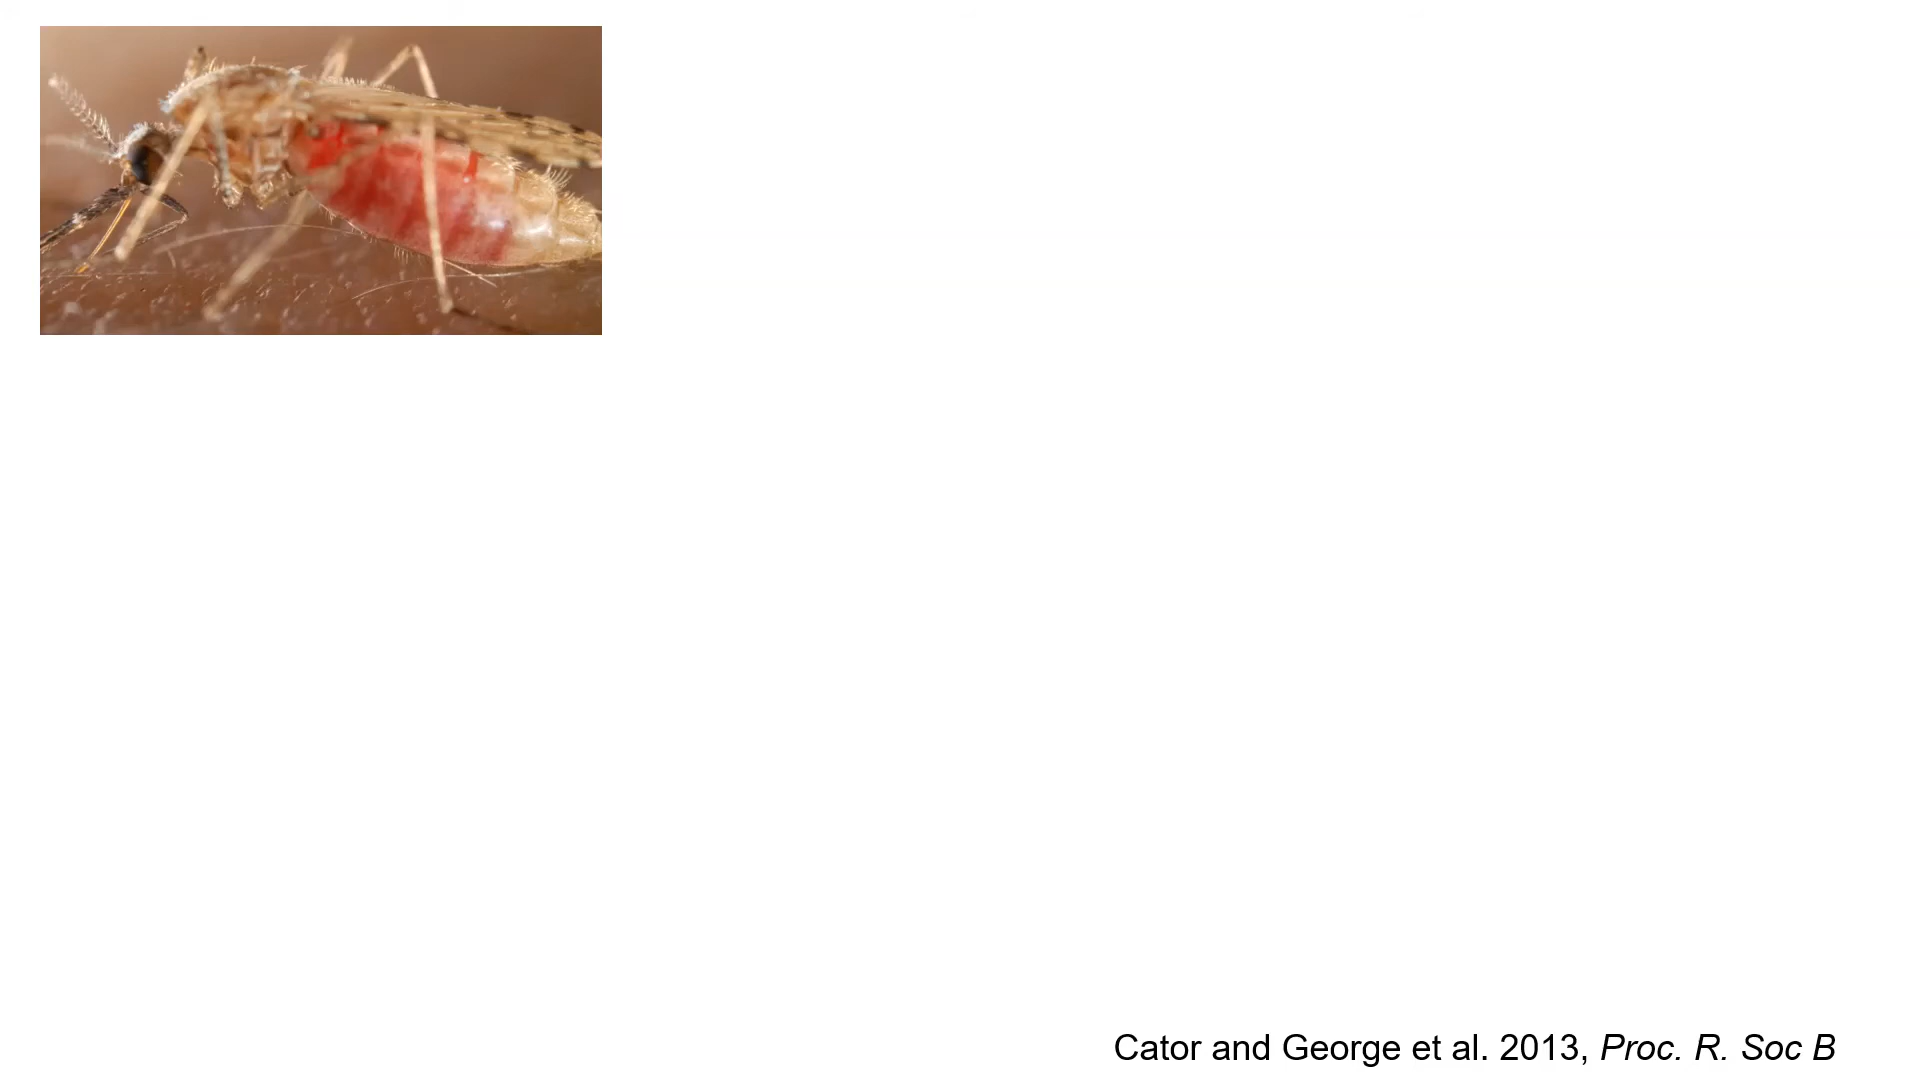 Cator and George et al. 2013, Proc. R. Soc B